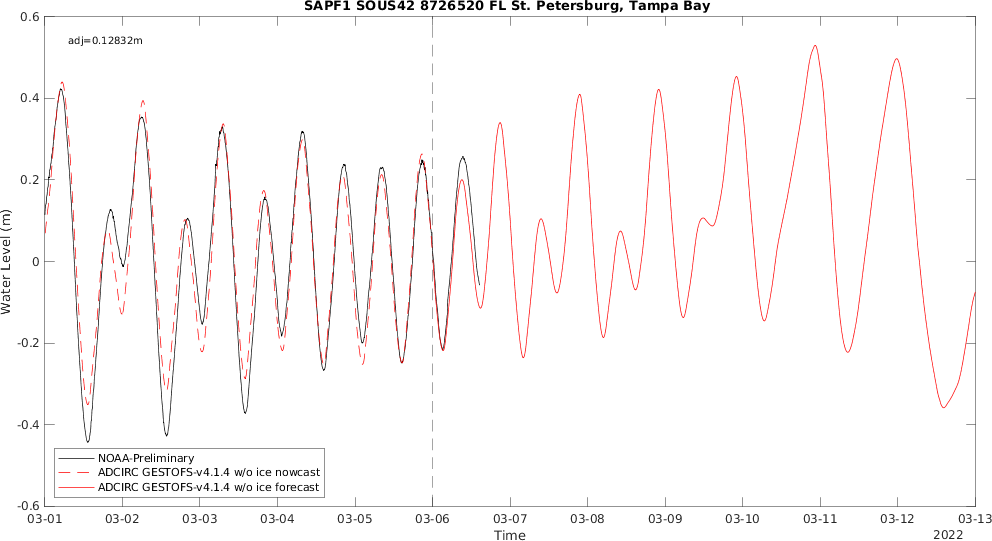 SAPF1 SOUS42 8726520 FL St. Petersburg, Tampa Bay
adj=0.12832m
0.6
0.4
0.2
0
-0.2
-0.4
-0.6
Water Level (m)
NOAA-Preliminary
ADCIRC GESTOFS-v4.1.4 w/o ice nowcast
ADCIRC GESTOFS-v4.1.4 w/o ice forecast
03-01 03-02 03-03 03-04 03-05 03-06 03-07 03-08 03-09 03-10 03-11 03-12 03-13
Time
2022